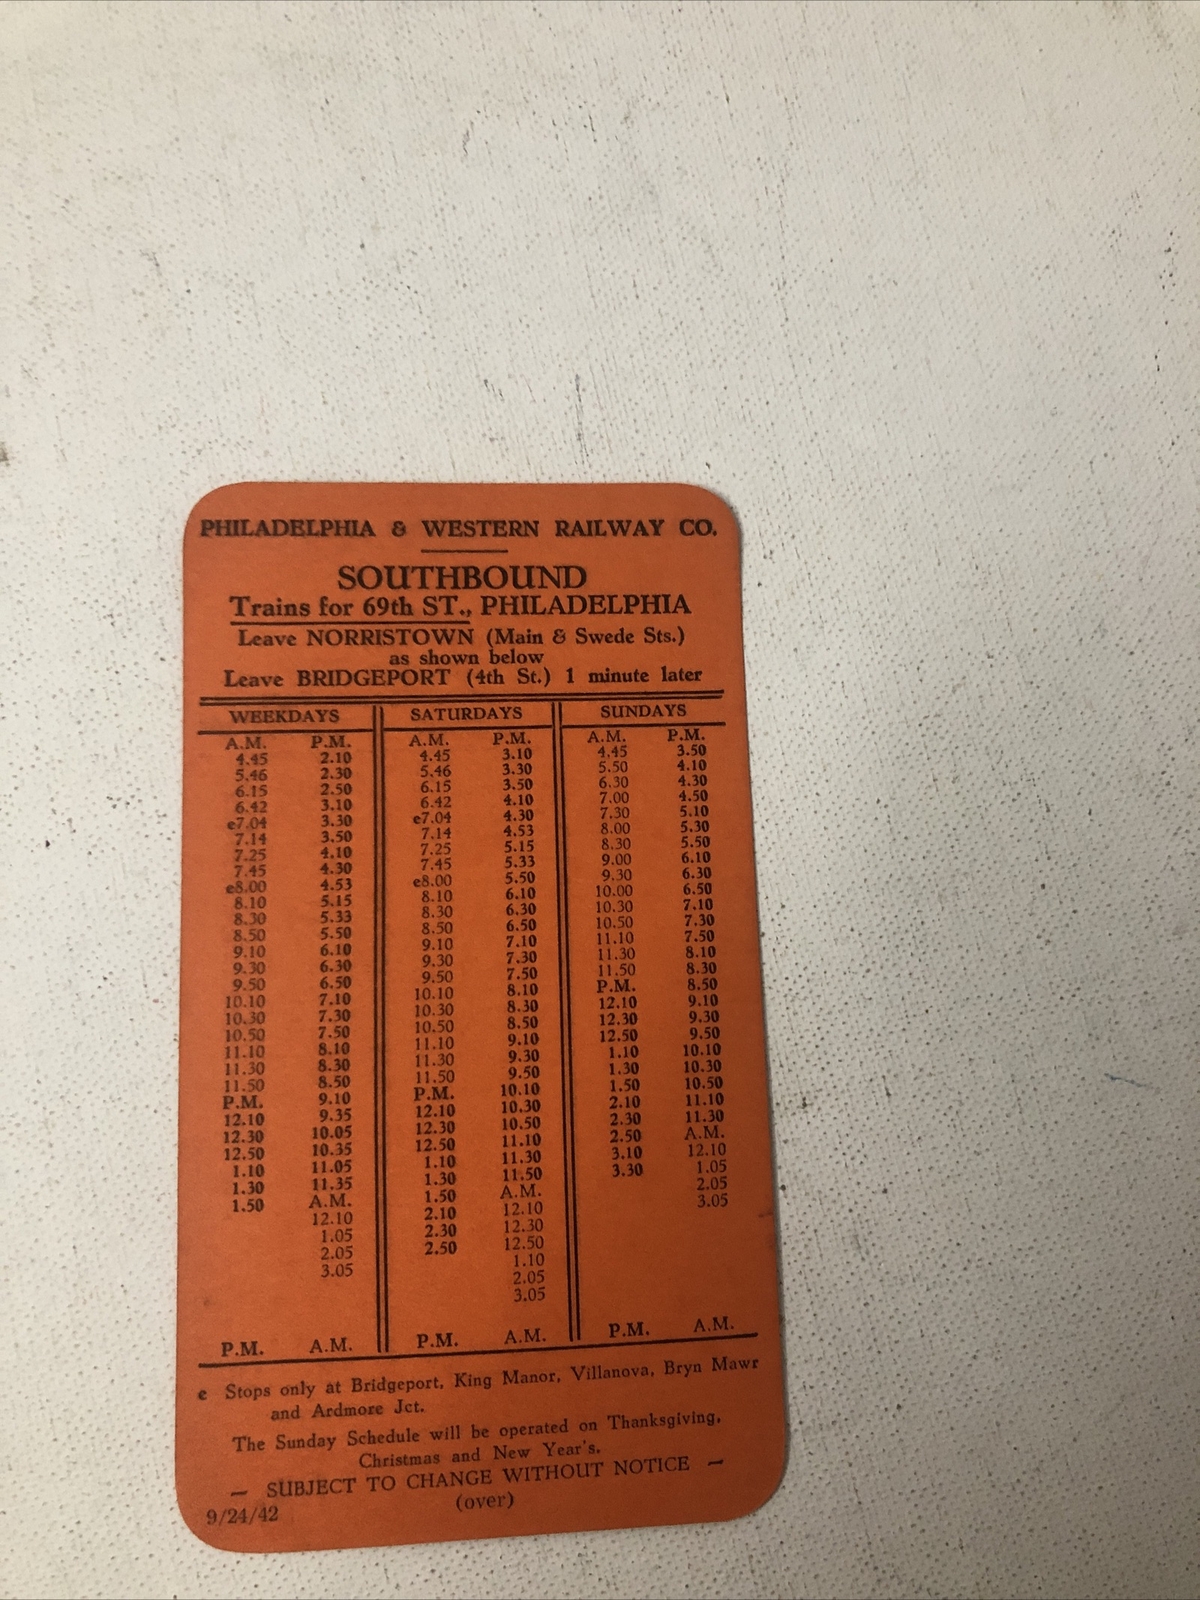 PHILADELPHIA & WESTERN RAILWAY CO.
SOUTHBOUND
Trains for 69th ST., PHILADELPHIA
Leave NORRISTOWN (Main & Swede Sts.)
as shown below
Leave BRIDGEPORT (4th St.) 1 minute later
WEEKDAYS SATURDAYS SUNDAYS
A.M. P.M. A.M. P.M. A.M. P.M.
4.45 2.10 4.45 3.10 4.45 3.50
5.46 2.30 5.46 3.30 5.50 4.10
6.15 2.50 6.15 3.50 6.30 4.30
6.42 3.10 6.42 4.10 7.00 4.50
e7.04 3.30 e7.04 4.30 7.30 5.10
7.14 3.50 7.14 4.53 8.00 5.30
7.25 4.10 7.25 5.15 8.30 5.50
7.45 4.30 7.45 5.33 9.00 6.10
e8.00 4.53 e8.00 5.50 9.30 6.30
8.10 5.15 8.10 6.10 10.00 6.50
8.30 5.33 8.30 6.30 10.30 7.10
8.50 5.50 8.50 6.50 10.50 7.30
9.10 6.10 9.10 7.10 11.10 7.50
9.30 6.30 9.30 7.30 11.30 8.10
9.50 6.50 9.50 7.50 11.50 8.30
10.10 7.10 10.10 8.10 P.M. 8.50
10.30 7.30 10.30 8.30 12.10 9.10
10.50 7.50 10.50 8.50 12.30 9.30
11.10 8.10 11.10 9.10 12.50 9.50
11.30 8.30 11.30 9.30 1.10 10.10
11.50 8.50 11.50 9.50 1.30 10.30
P.M. 9.10 P.M. 10.10 1.50 10.50
12.10 9.35 12.10 10.30 2.10 11.10
12.30 10.05 12.30 10.50 2.30 11.30
12.50 10.35 12.50 11.10 2.50 A.M.
1.10 11.05 1.10 11.30 3.10 12.10
1.30 11.35 1.30 11.50 3.30 1.05
1.50 A.M. 1.50 A.M. 2.05
12.10 2.10 12.10 3.05
1.05 2.30 12.30
2.05 2.50 12.50
3.05 1.10
2.05
3.05
P.M. A.M. P.M. A.M. P.M. A.M.
e Stops only at Bridgeport, King Manor, Villanova, Bryn Mawr
and Ardmore Jct.
The Sunday Schedule will be operated on Thanksgiving,
Christmas and New Year's.
— SUBJECT TO CHANGE WITHOUT NOTICE —
(over)
9/24/42